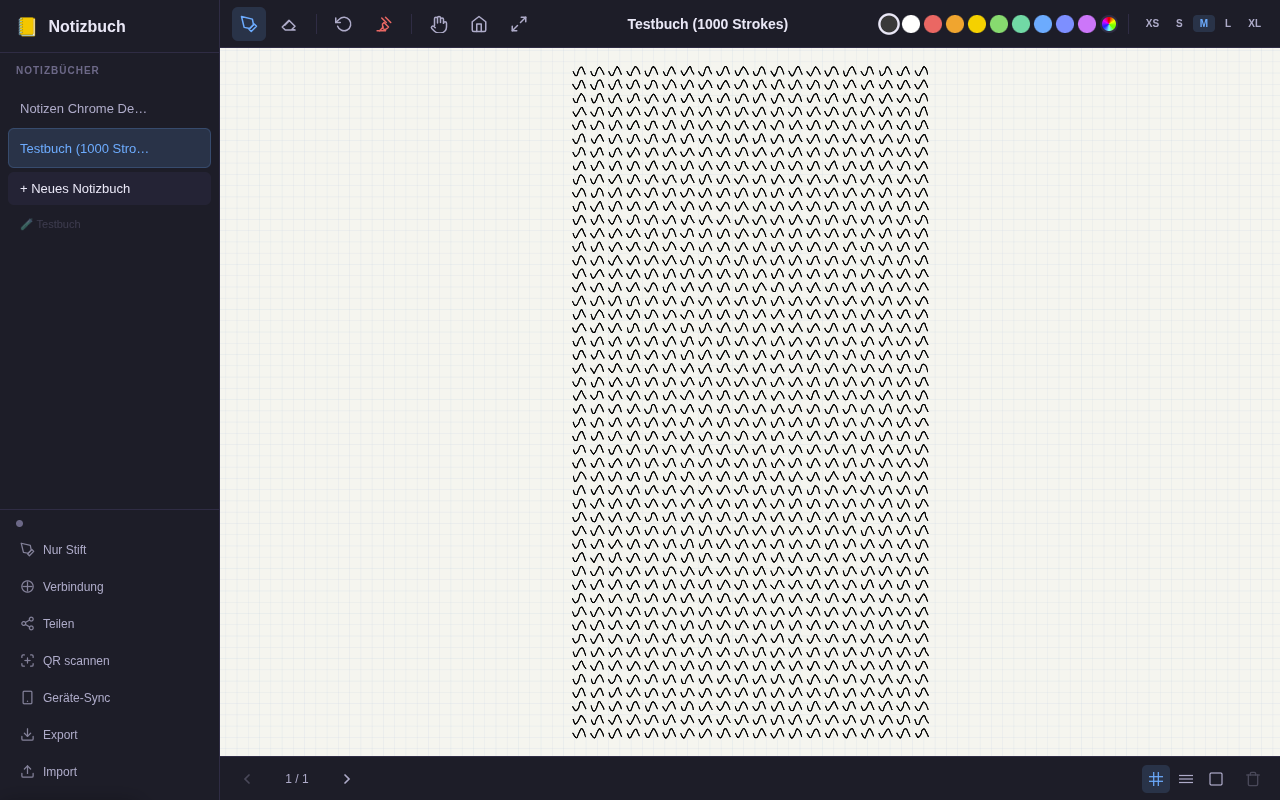 Notizbuch
NOTIZBÜCHER
Notizen Chrome De…
Testbuch (1000 Stro…
+ Neues Notizbuch
Testbuch
Nur Stift
Verbindung
Teilen
QR scannen
Geräte-Sync
Export
Import
Testbuch (1000 Strokes)
XS S M L XL
1 / 1